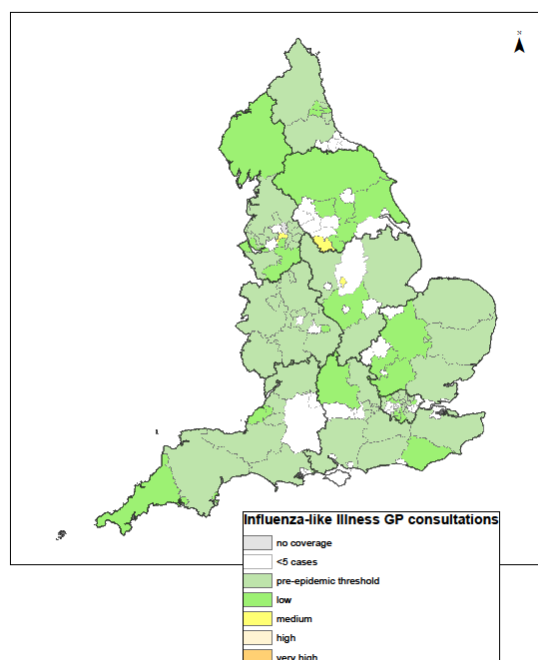 N
Influenza-like Illness GP consultations
no coverage
<5 cases
pre-epidemic threshold
low
medium
high
very high